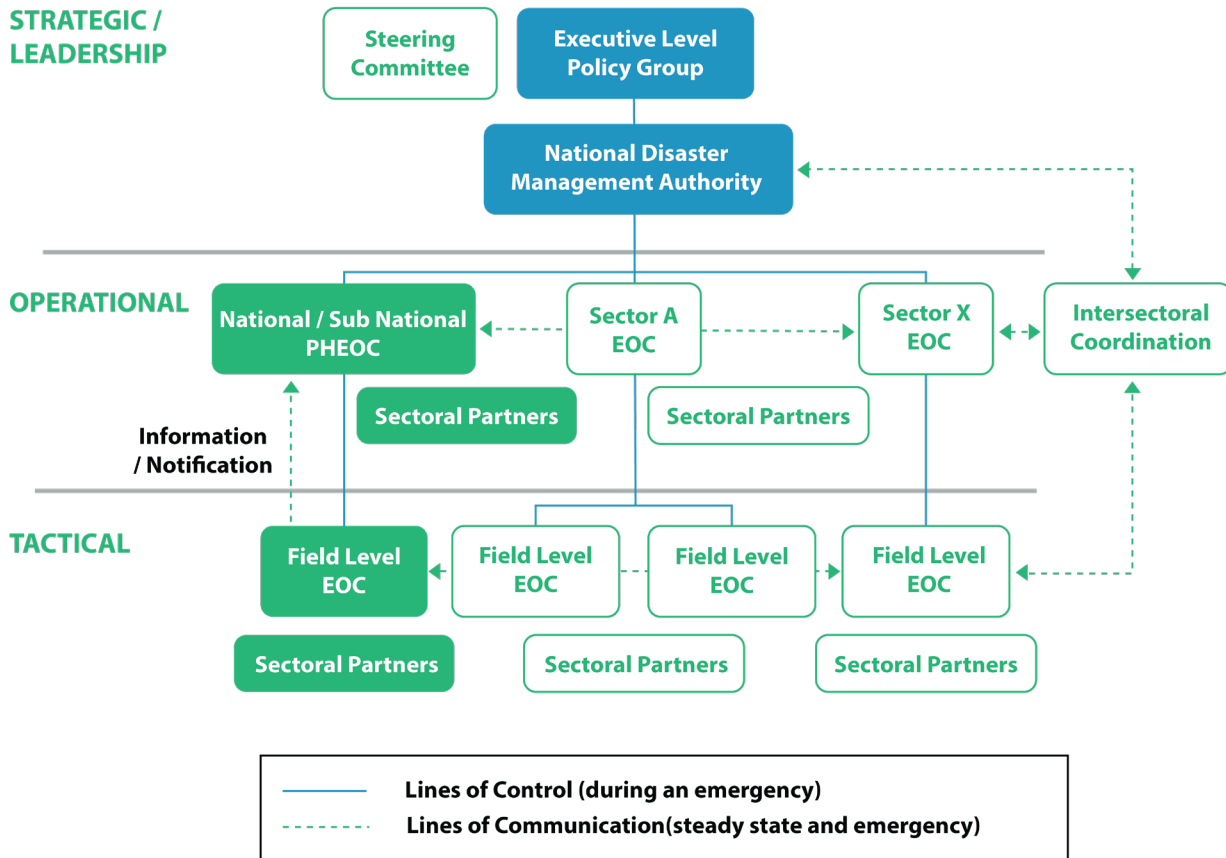 STRATEGIC /
LEADERSHIP
Steering
Committee
Executive Level
Policy Group
National Disaster
Management Authority
OPERATIONAL
National / Sub National
PHEOC
Sector A
EOC
Sector X
EOC
Intersectoral
Coordination
Sectoral Partners
Sectoral Partners
Information
/ Notification
TACTICAL
Field Level
EOC
Field Level
EOC
Field Level
EOC
Field Level
EOC
Sectoral Partners
Sectoral Partners
Sectoral Partners
Lines of Control (during an emergency)
Lines of Communication(steady state and emergency)